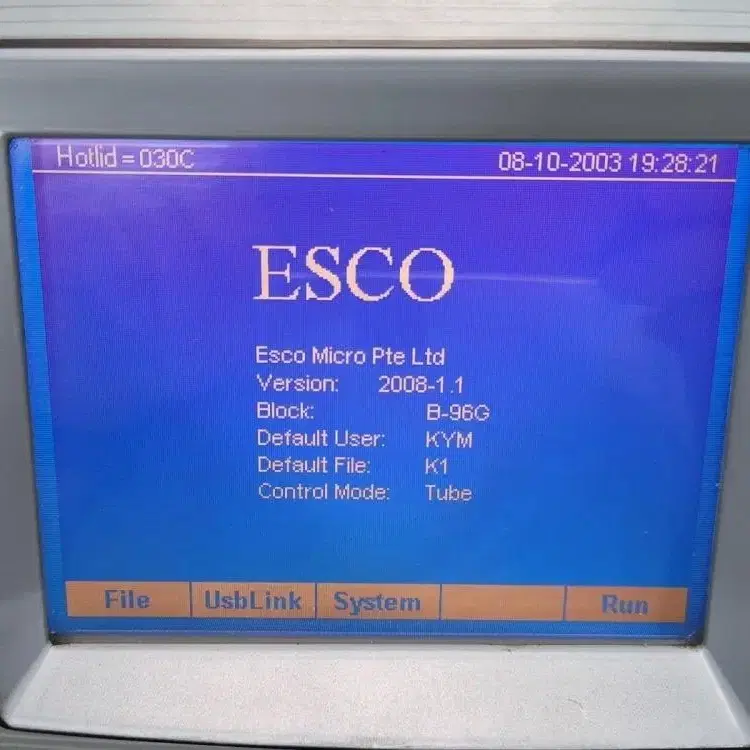 Hotlid = 030C 08-10-2003 19:28:21
ESCO
Esco Micro Pte Ltd
Version: 2008-1.1
Block: B-96G
Default User: KYM
Default File: K1
Control Mode: Tube
File UsbLink System Run